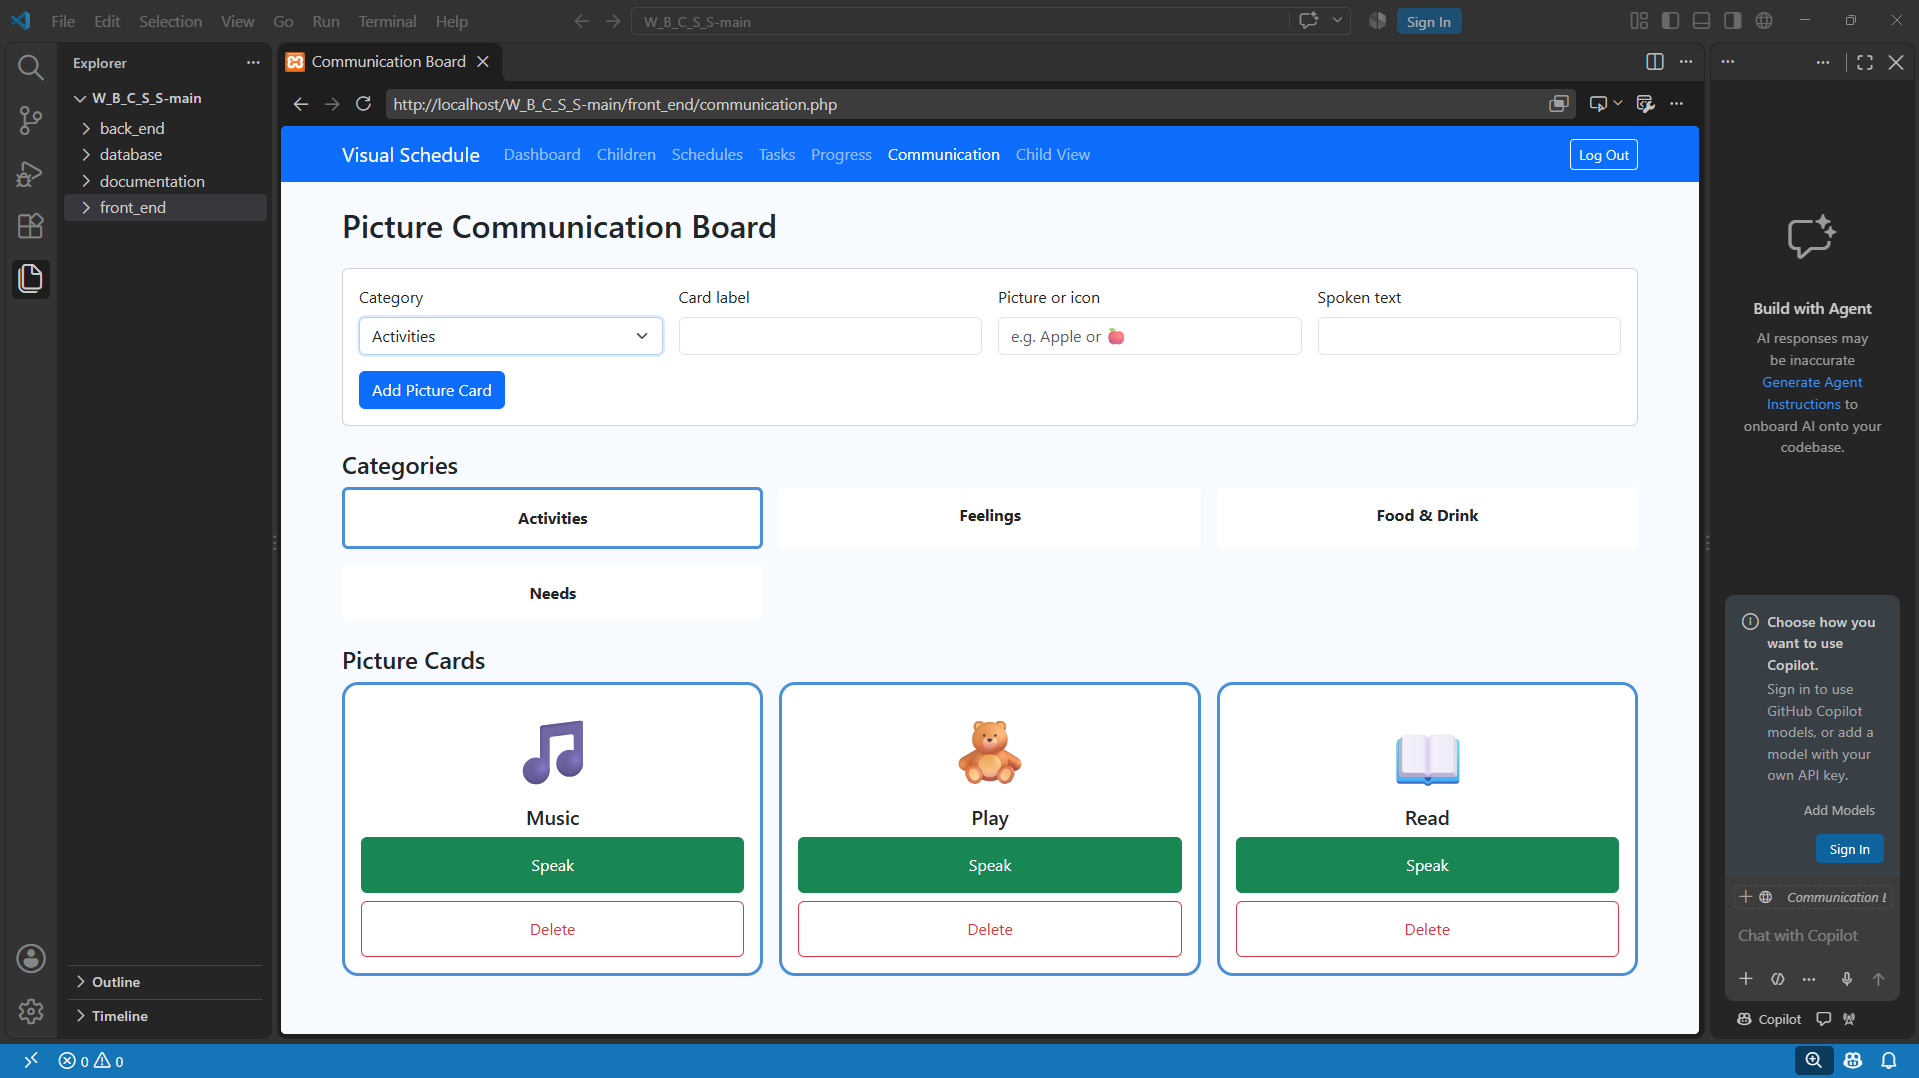 File Edit Selection View Go Run Terminal Help
W_B_C_S_S-main
Sign In
Explorer
W_B_C_S_S-main
back_end
database
documentation
front_end
Outline
Timeline
Communication Board
http://localhost/W_B_C_S_S-main/front_end/communication.php
Visual Schedule Dashboard Children Schedules Tasks Progress Communication Child View Log Out
Picture Communication Board
Category Card label Picture or icon Spoken text
Activities e.g. Apple or 🍎
Add Picture Card
Categories
Activities Feelings Food & Drink
Needs
Picture Cards
Music Play Read
Speak Speak Speak
Delete Delete Delete
Build with Agent
AI responses may
be inaccurate
Generate Agent
Instructions to
onboard AI onto your
codebase.
Choose how you
want to use
Copilot.
Sign in to use
GitHub Copilot
models, or add a
model with your
own API key.
Add Models
Sign In
Communication
Chat with Copilot
Copilot
0 0